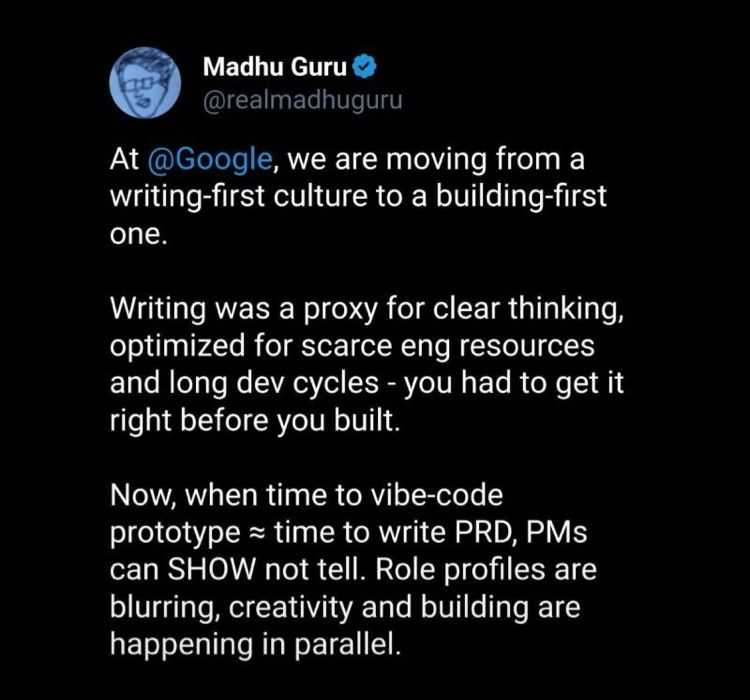 Madhu Guru
@realmadhuguru
At @Google, we are moving from a
writing-first culture to a building-first
one.
Writing was a proxy for clear thinking,
optimized for scarce eng resources
and long dev cycles - you had to get it
right before you built.
Now, when time to vibe-code
prototype ≈ time to write PRD, PMs
can SHOW not tell. Role profiles are
blurring, creativity and building are
happening in parallel.